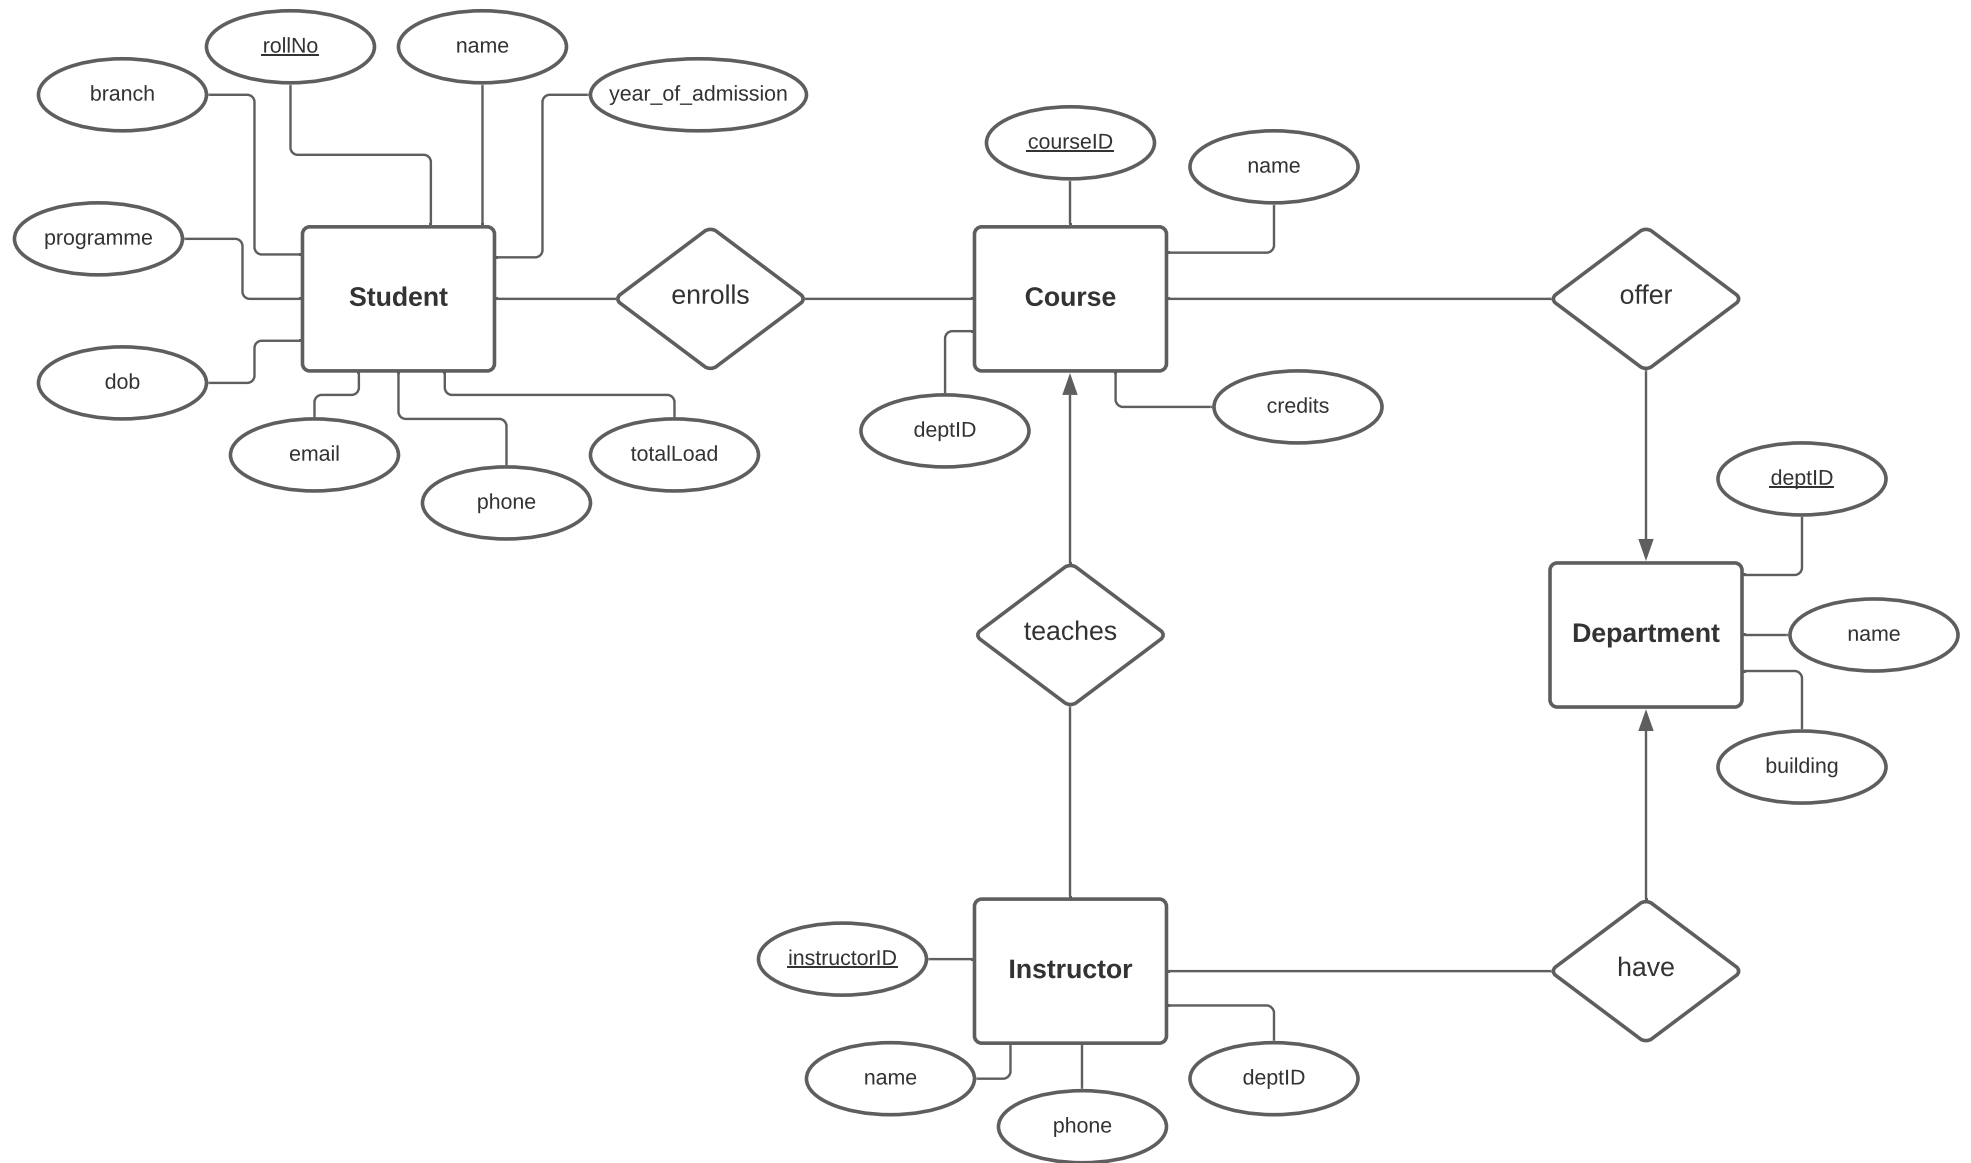 rollNo
name
branch
year_of_admission
courseID
name
programme
Student
enrolls
Course
offer
dob
credits
deptID
email
totalLoad
phone
deptID
teaches
Department
name
building
instructorID
Instructor
have
name
deptID
phone